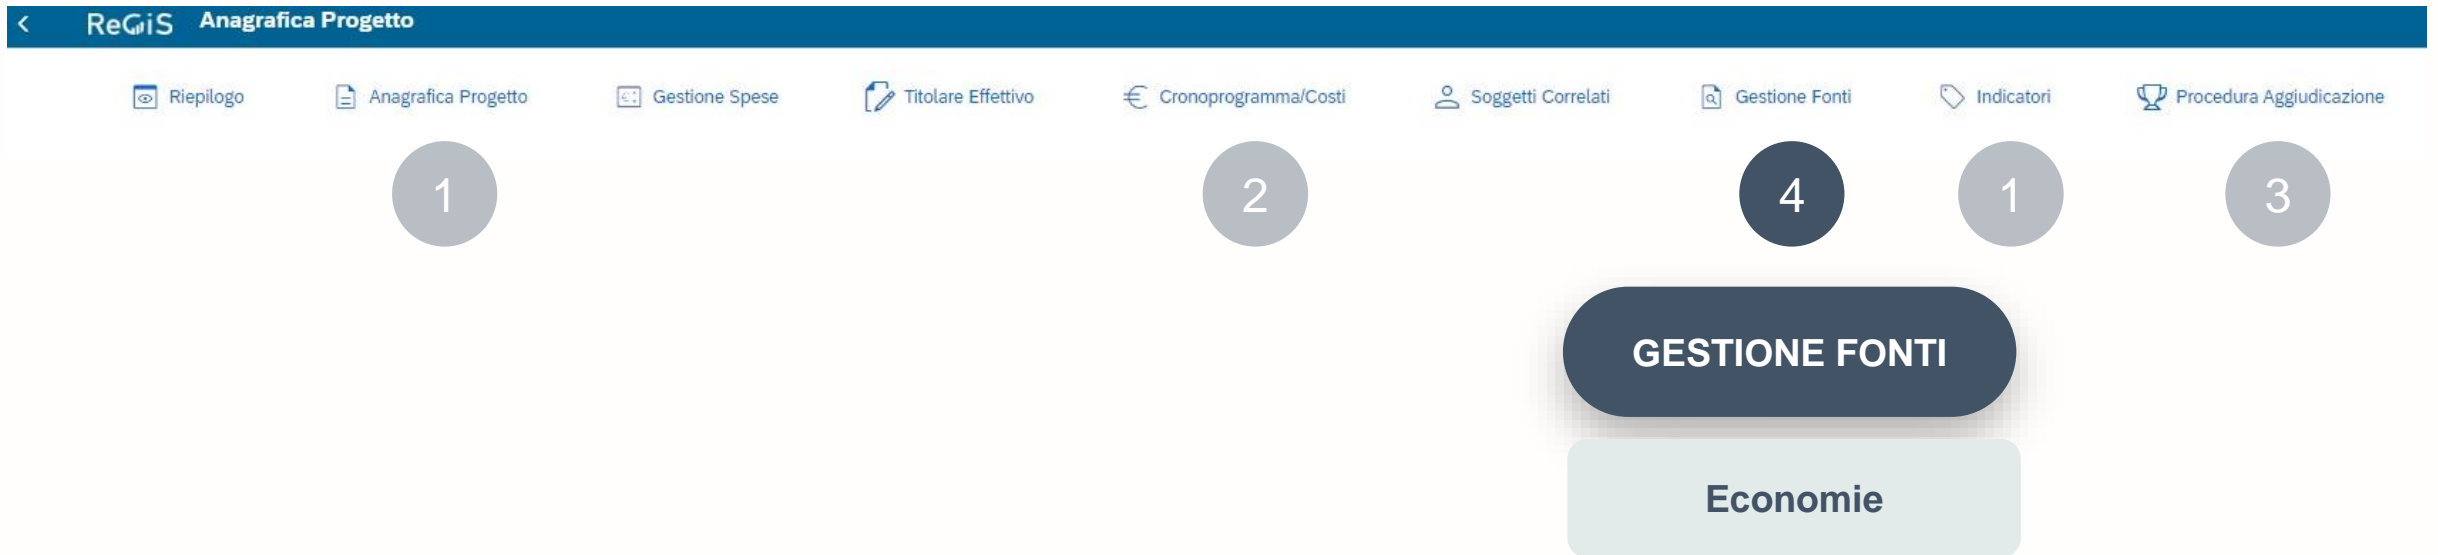 ReGiS Anagrafica Progetto
Riepilogo Anagrafica Progetto Gestione Spese Titolare Effettivo Cronoprogramma/Costi Soggetti Correlati Gestione Fonti Indicatori Procedura Aggiudicazione
1 2 4 1 3
GESTIONE FONTI
Economie